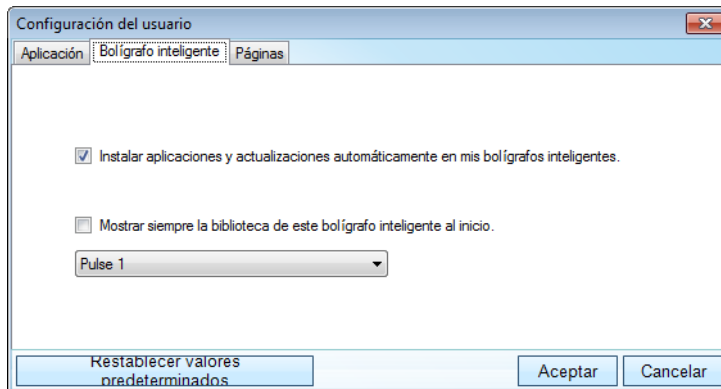 Configuración del usuario
Aplicación
Bolígrafo inteligente
Páginas
Instalar aplicaciones y actualizaciones automáticamente en mis bolígrafos inteligentes.
Mostrar siempre la biblioteca de este bolígrafo inteligente al inicio.
Pulse 1
Restablecer valores
predeterminados
Aceptar
Cancelar